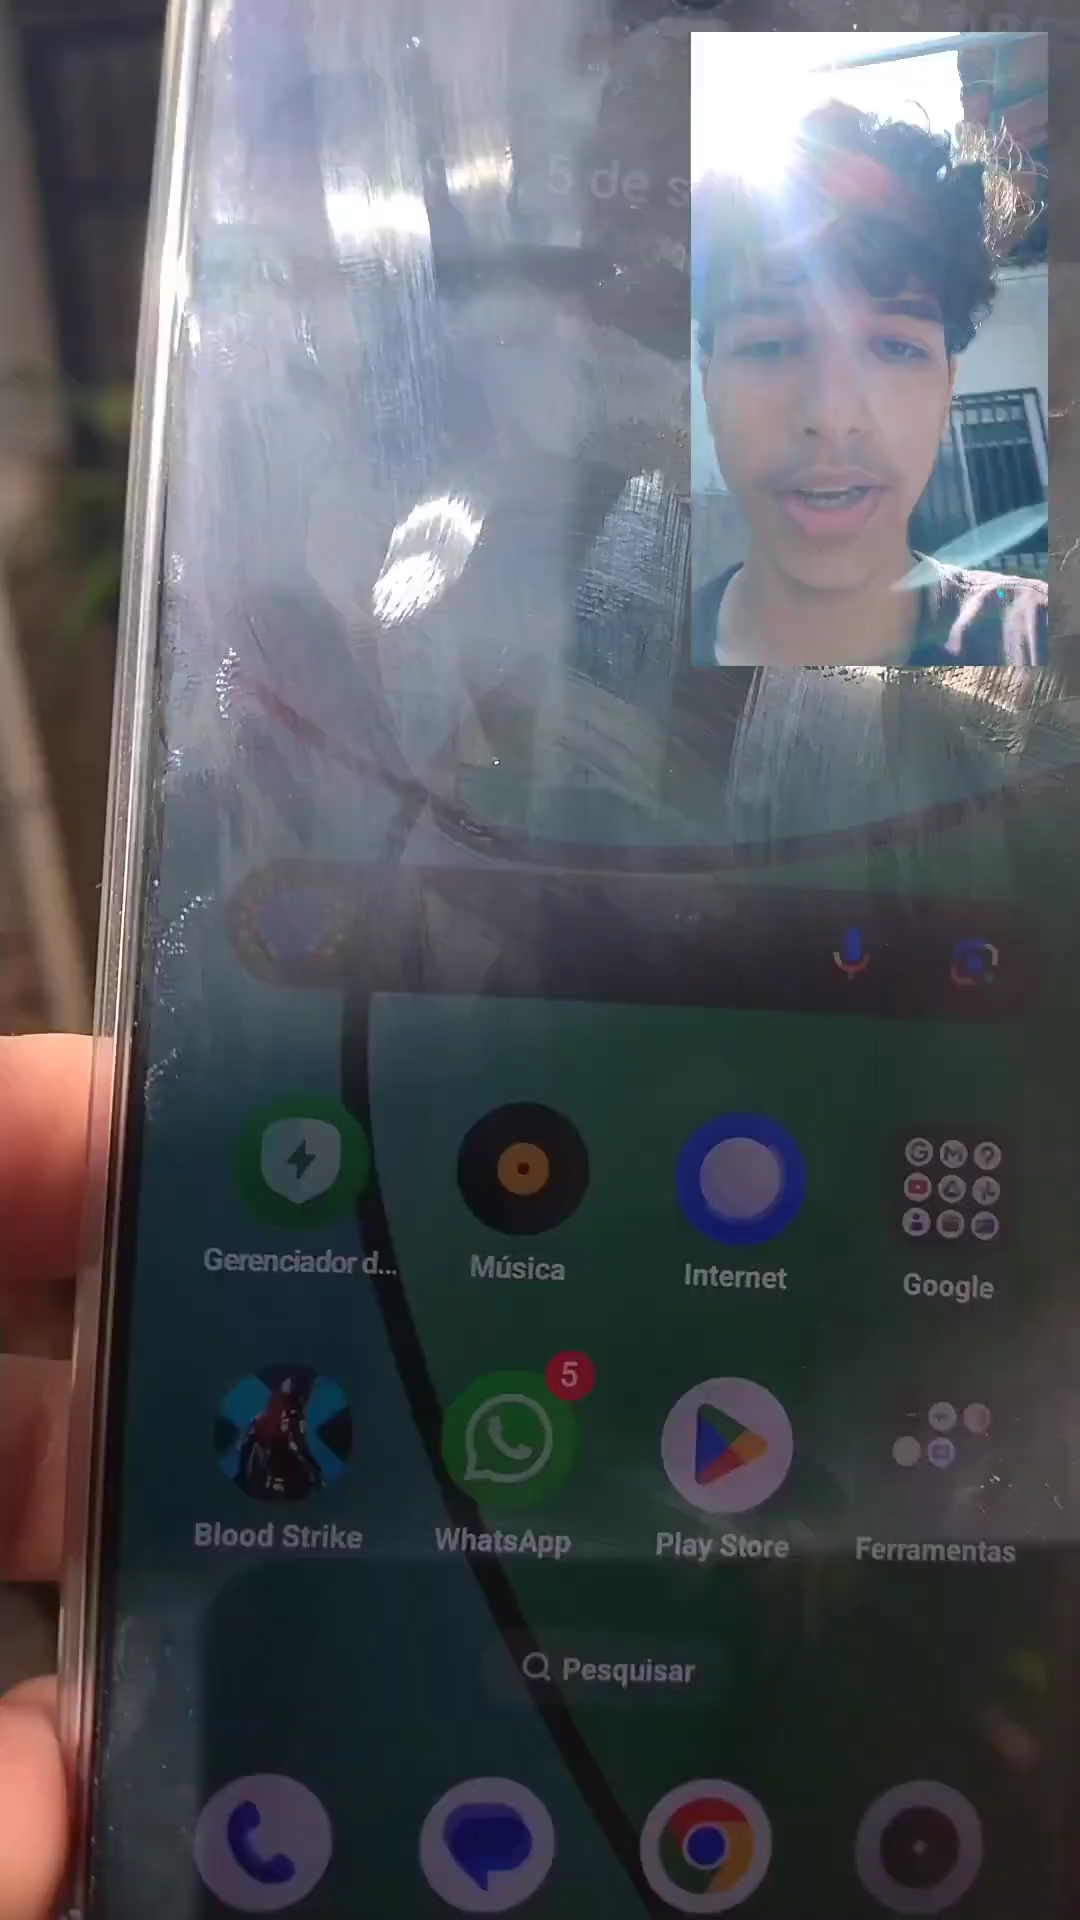 5 de s
Gerenciador d...
Música
Internet
Google
5
Blood Strike
WhatsApp
Play Store
Ferramentas
Pesquisar